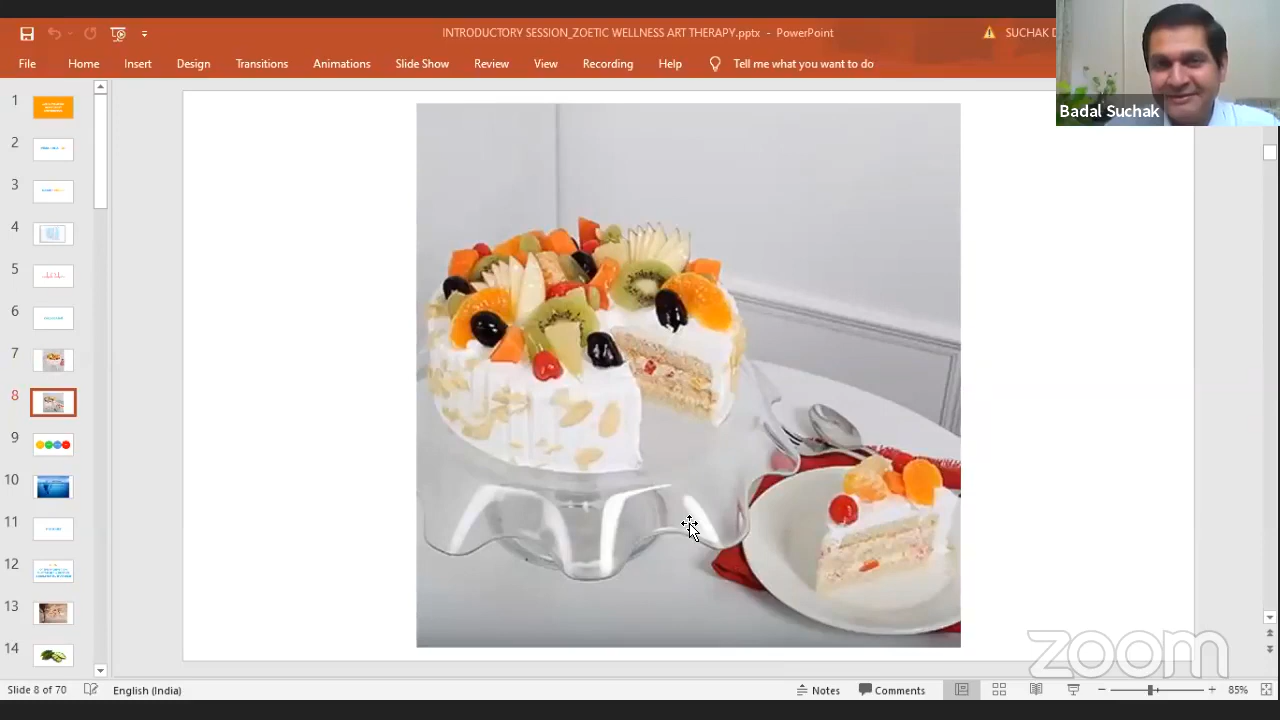 INTRODUCTORY SESSION_ZOETIC WELLNESS ART THERAPY.pptx - PowerPoint
SUCHAK D
File Home Insert Design Transitions Animations Slide Show Review View Recording Help Tell me what you want to do
Badal Suchak
1
2
3
4
5
6
7
8
9
10
11
12
13
14
zoom
Slide 8 of 70 English (India) Notes Comments 85%